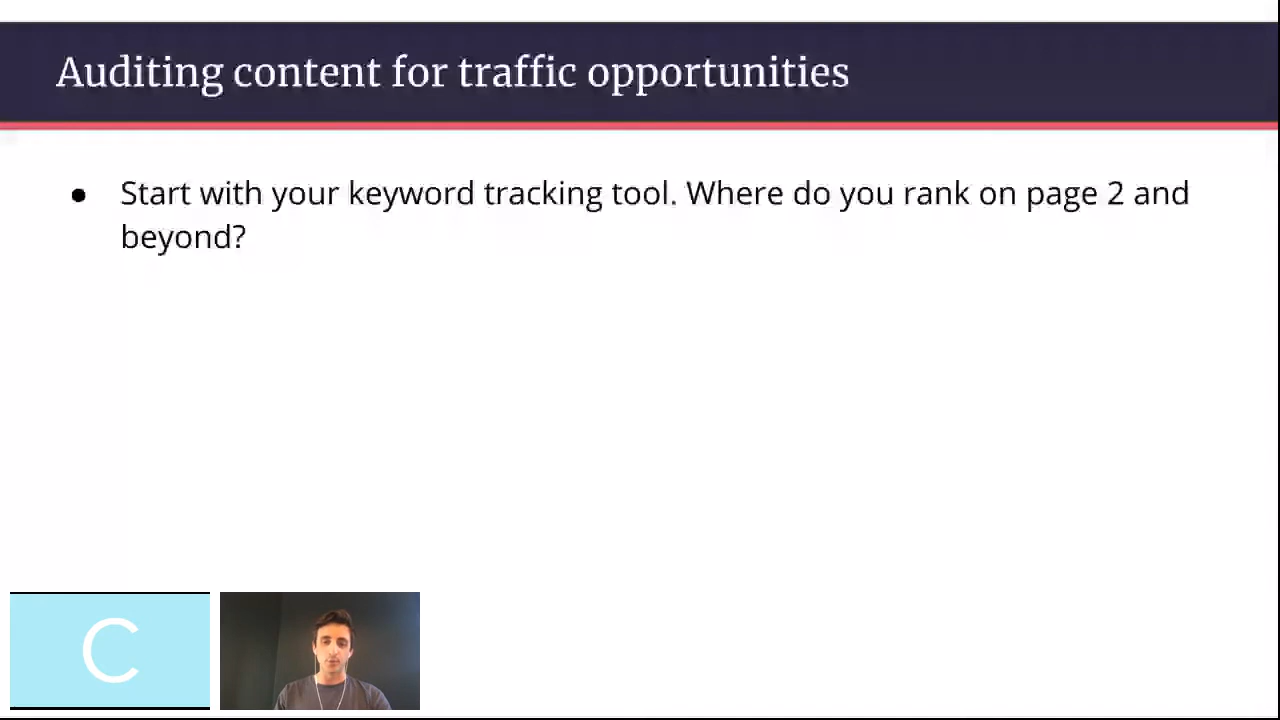 Auditing content for traffic opportunities
● Start with your keyword tracking tool. Where do you rank on page 2 and
beyond?
C